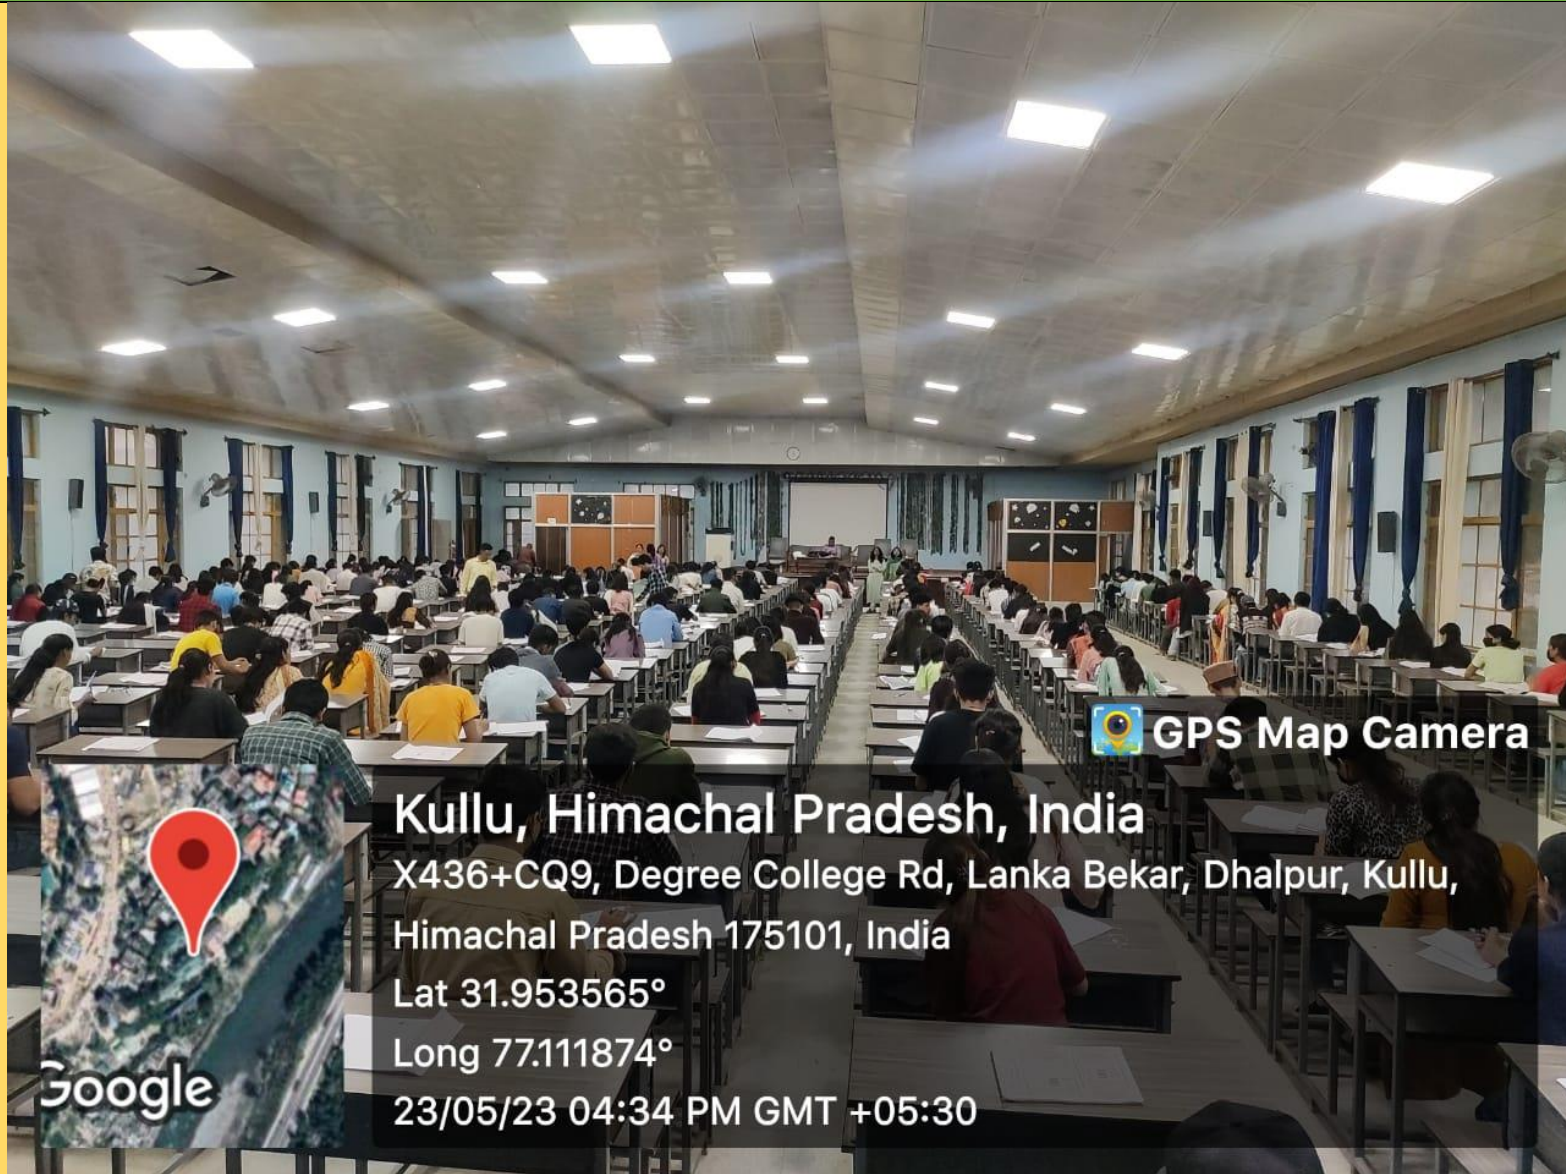 GPS Map Camera
Kullu, Himachal Pradesh, India
X436+CQ9, Degree College Rd, Lanka Bekar, Dhalpur, Kullu,
Himachal Pradesh 175101, India
Lat 31.953565°
Long 77.111874°
23/05/23 04:34 PM GMT +05:30
Google